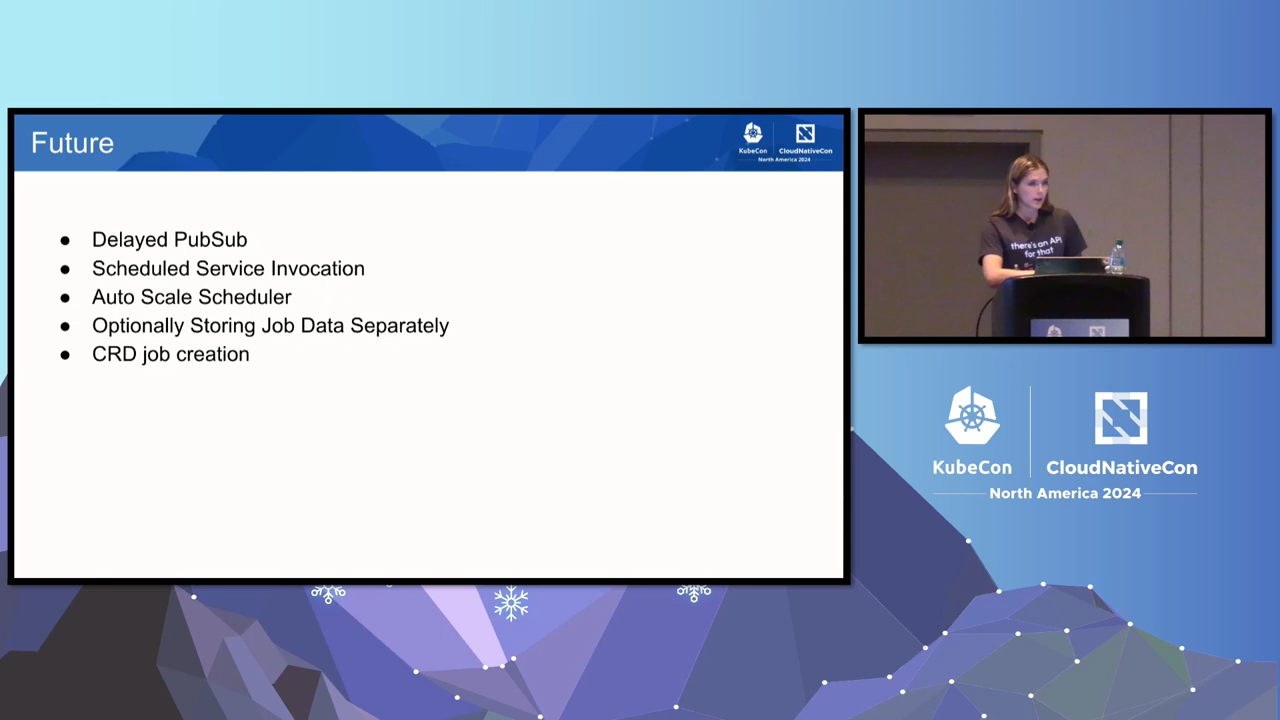 Future
KubeCon
CloudNativeCon
North America 2024
● Delayed PubSub
● Scheduled Service Invocation
● Auto Scale Scheduler
● Optionally Storing Job Data Separately
● CRD job creation
there's an API
for that
KubeCon
CloudNativeCon
North America 2024